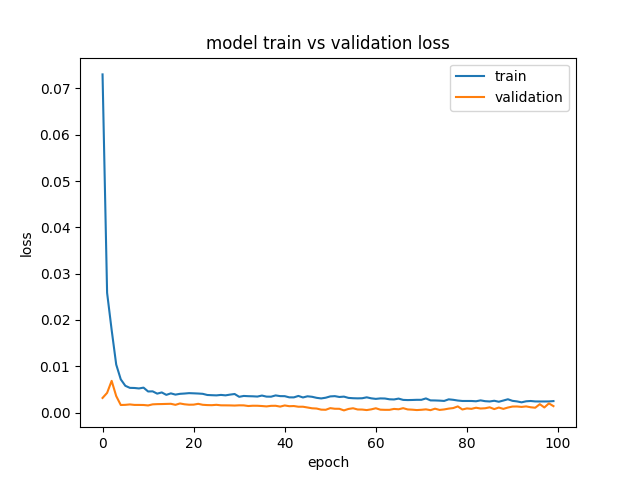 model train vs validation loss
train
validation
0.07
0.06
0.05
0.04
0.03
0.02
0.01
0.00
loss
0 20 40 60 80 100
epoch